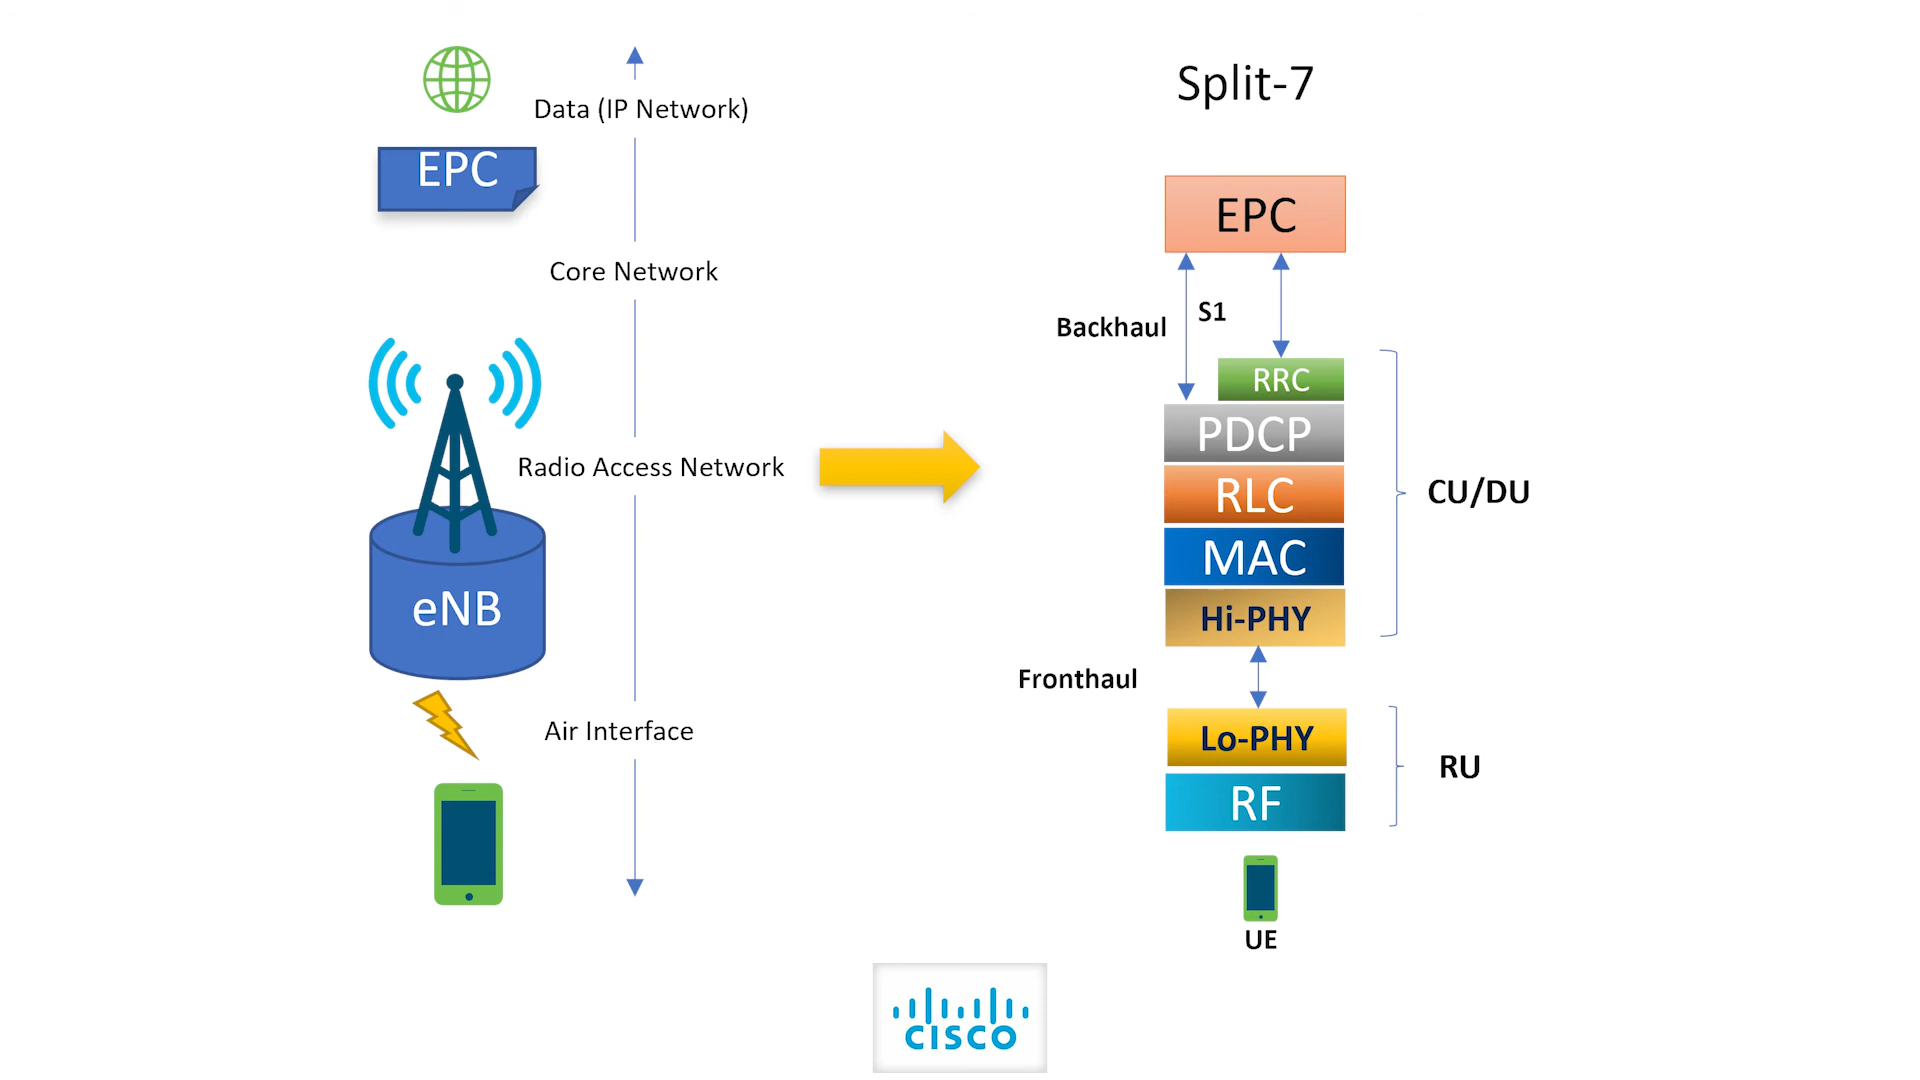 Data (IP Network)
EPC
Core Network
Radio Access Network
eNB
Air Interface
Split-7
EPC
S1
Backhaul
RRC
PDCP
RLC
CU/DU
MAC
Hi-PHY
Fronthaul
Lo-PHY
RU
RF
UE
CISCO